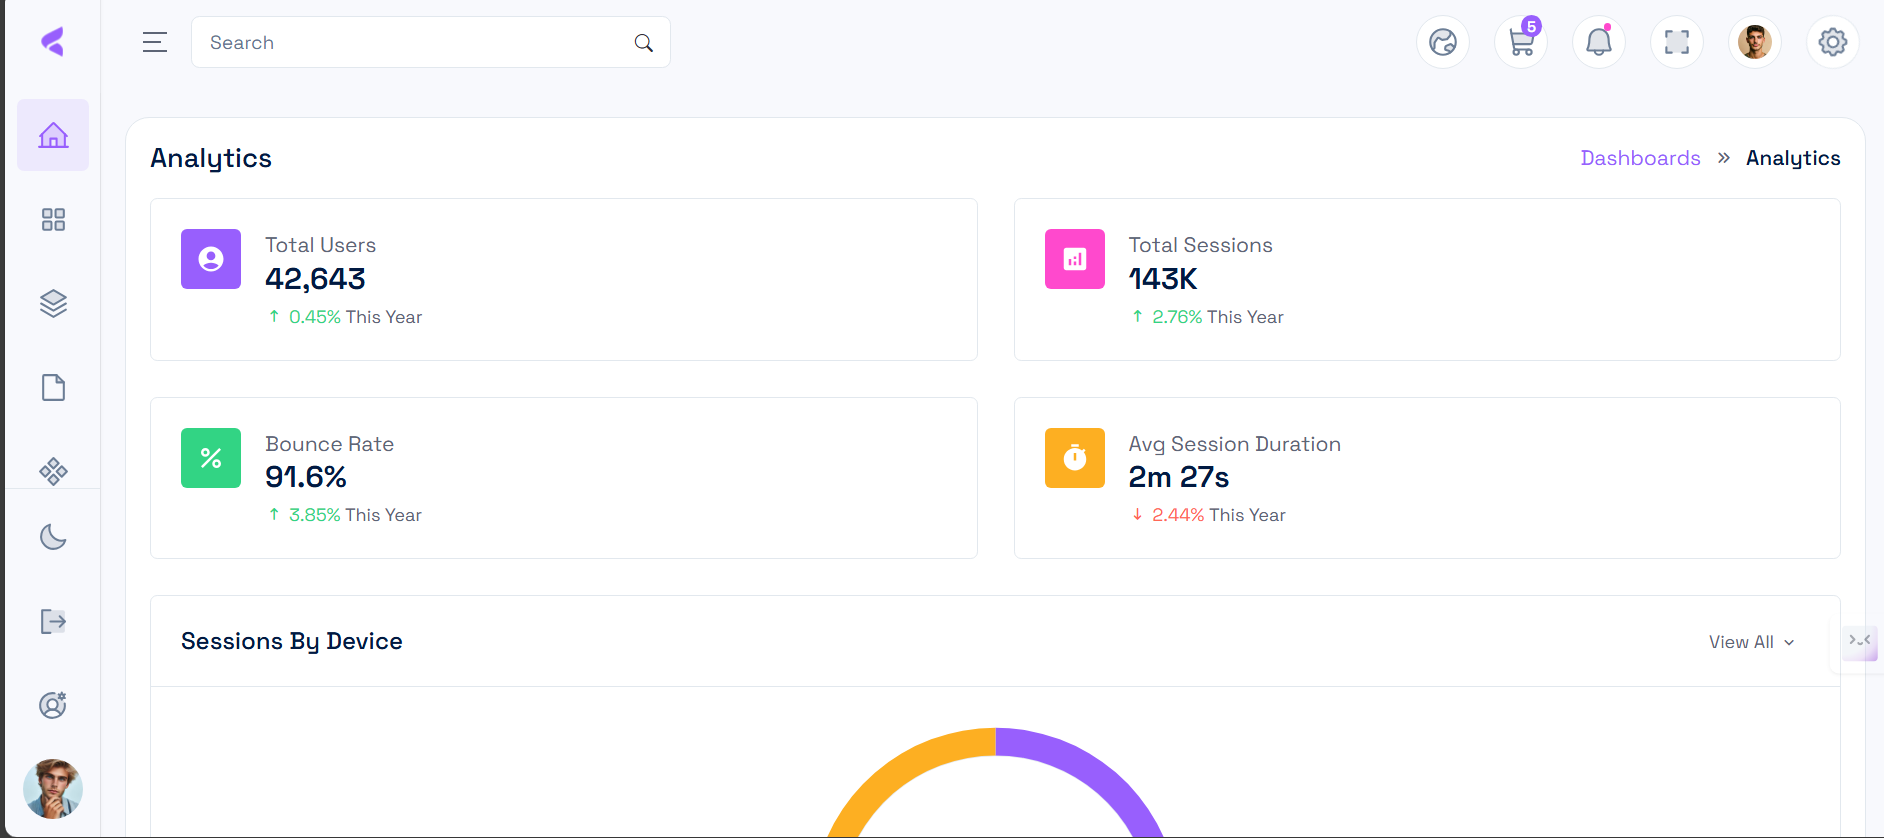 Search
5
Analytics
Dashboards » Analytics
Total Users
42,643
↑ 0.45% This Year
Total Sessions
143K
↑ 2.76% This Year
Bounce Rate
91.6%
↑ 3.85% This Year
Avg Session Duration
2m 27s
↓ 2.44% This Year
Sessions By Device
View All